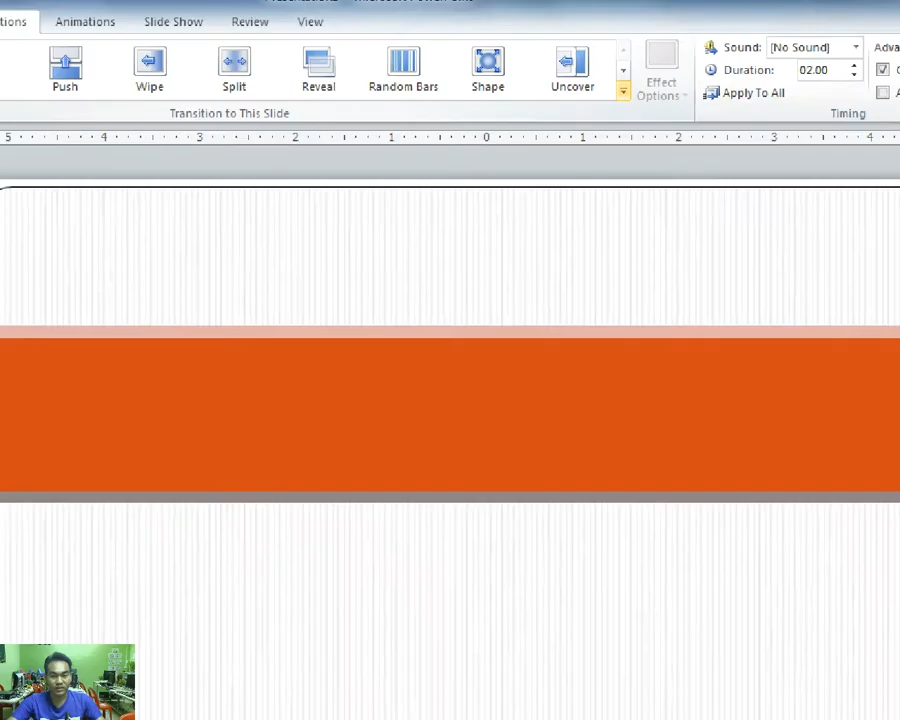 tions Animations Slide Show Review View
Push Wipe Split Reveal Random Bars Shape Uncover
Effect Options
Sound: [No Sound]
Duration: 02.00
Apply To All
Adva
Transition to This Slide Timing
5 4 3 2 1 0 1 2 3 4